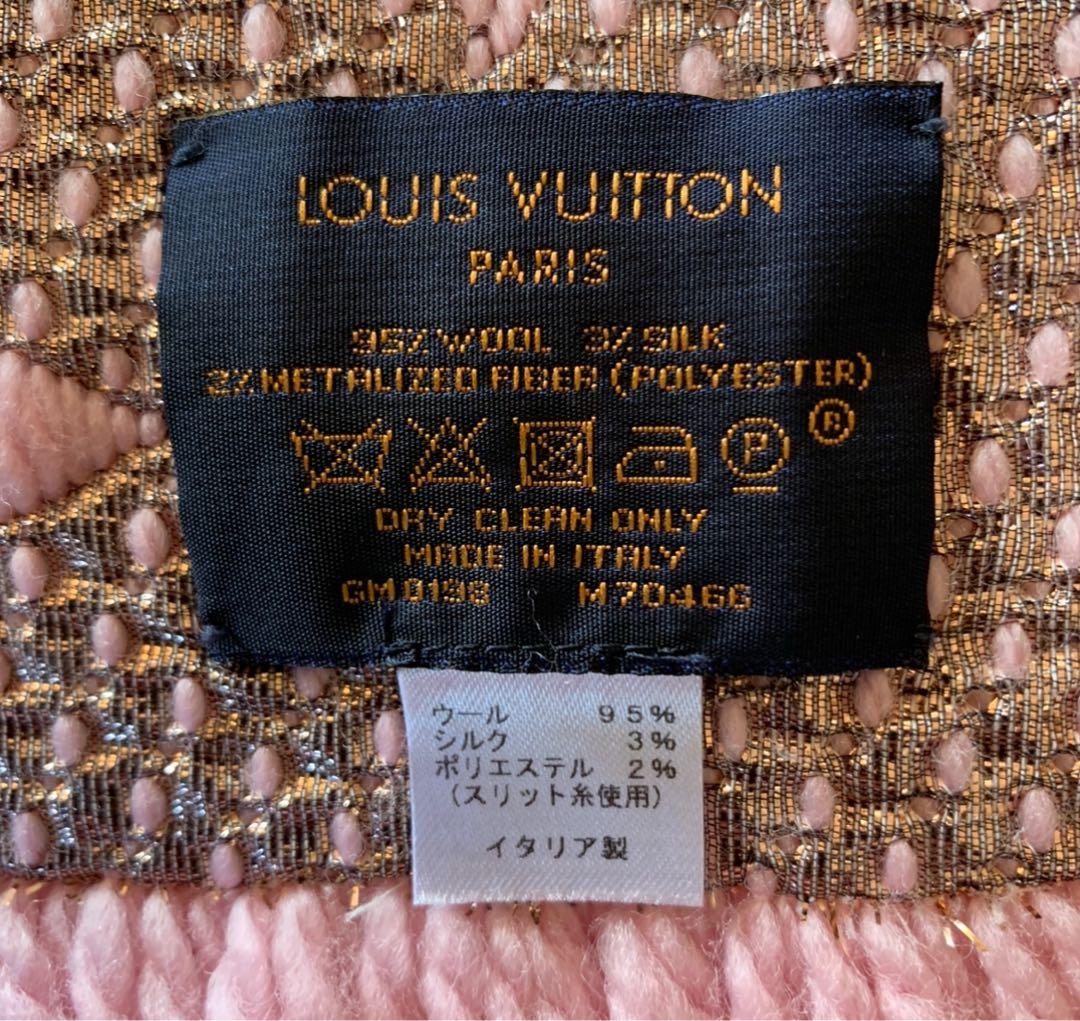 LOUIS VUITTON
PARIS
95% WOOL 3% SILK
2% METALIZED FIBER (POLYESTER)
P ®
DRY CLEAN ONLY
MADE IN ITALY
GM0198 M70466
ウール 95%
シルク 3%
ポリエステル 2%
(スリット糸使用)
イタリア製